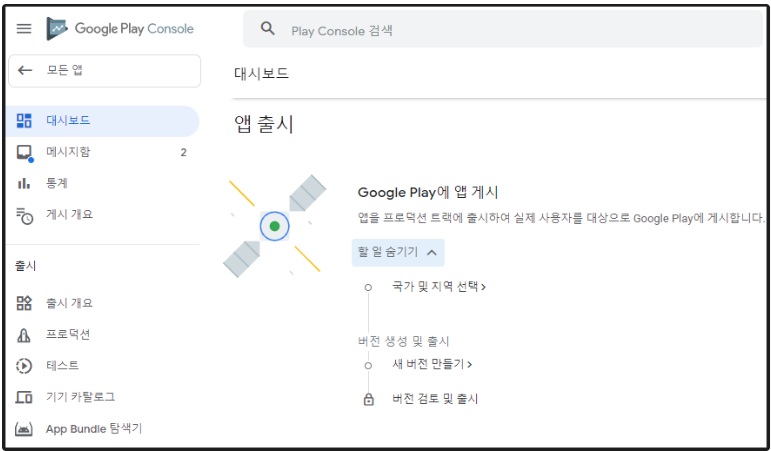 Google Play Console
Play Console 검색
모든 앱
대시보드
대시보드
메시지함 2
통계
게시 개요
출시
출시 개요
프로덕션
테스트
기기 카탈로그
App Bundle 탐색기
앱 출시
Google Play에 앱 게시
앱을 프로덕션 트랙에 출시하여 실제 사용자를 대상으로 Google Play에 게시합니다.
할 일 숨기기
국가 및 지역 선택
버전 생성 및 출시
새 버전 만들기
버전 검토 및 출시